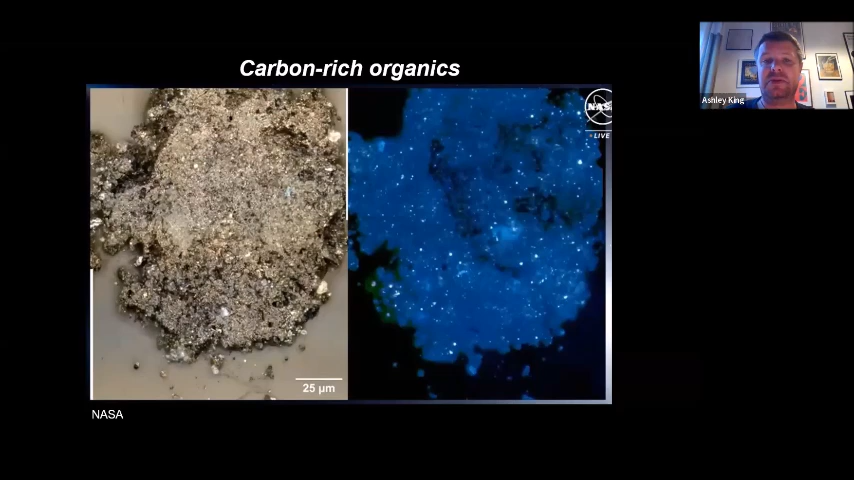 Carbon-rich organics
NASA
LIVE
Ashley King
25 µm
NASA